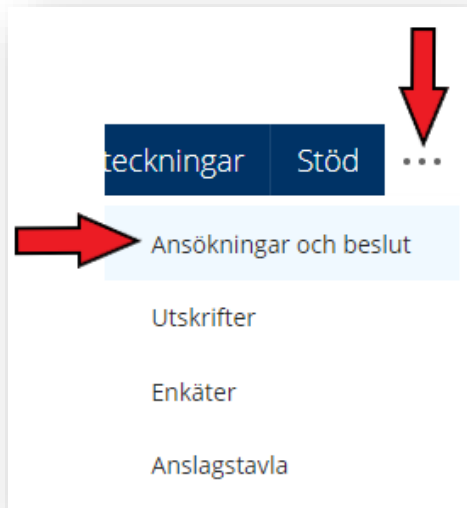 teckningar Stöd ...
Ansökningar och beslut
Utskrifter
Enkäter
Anslagstavla